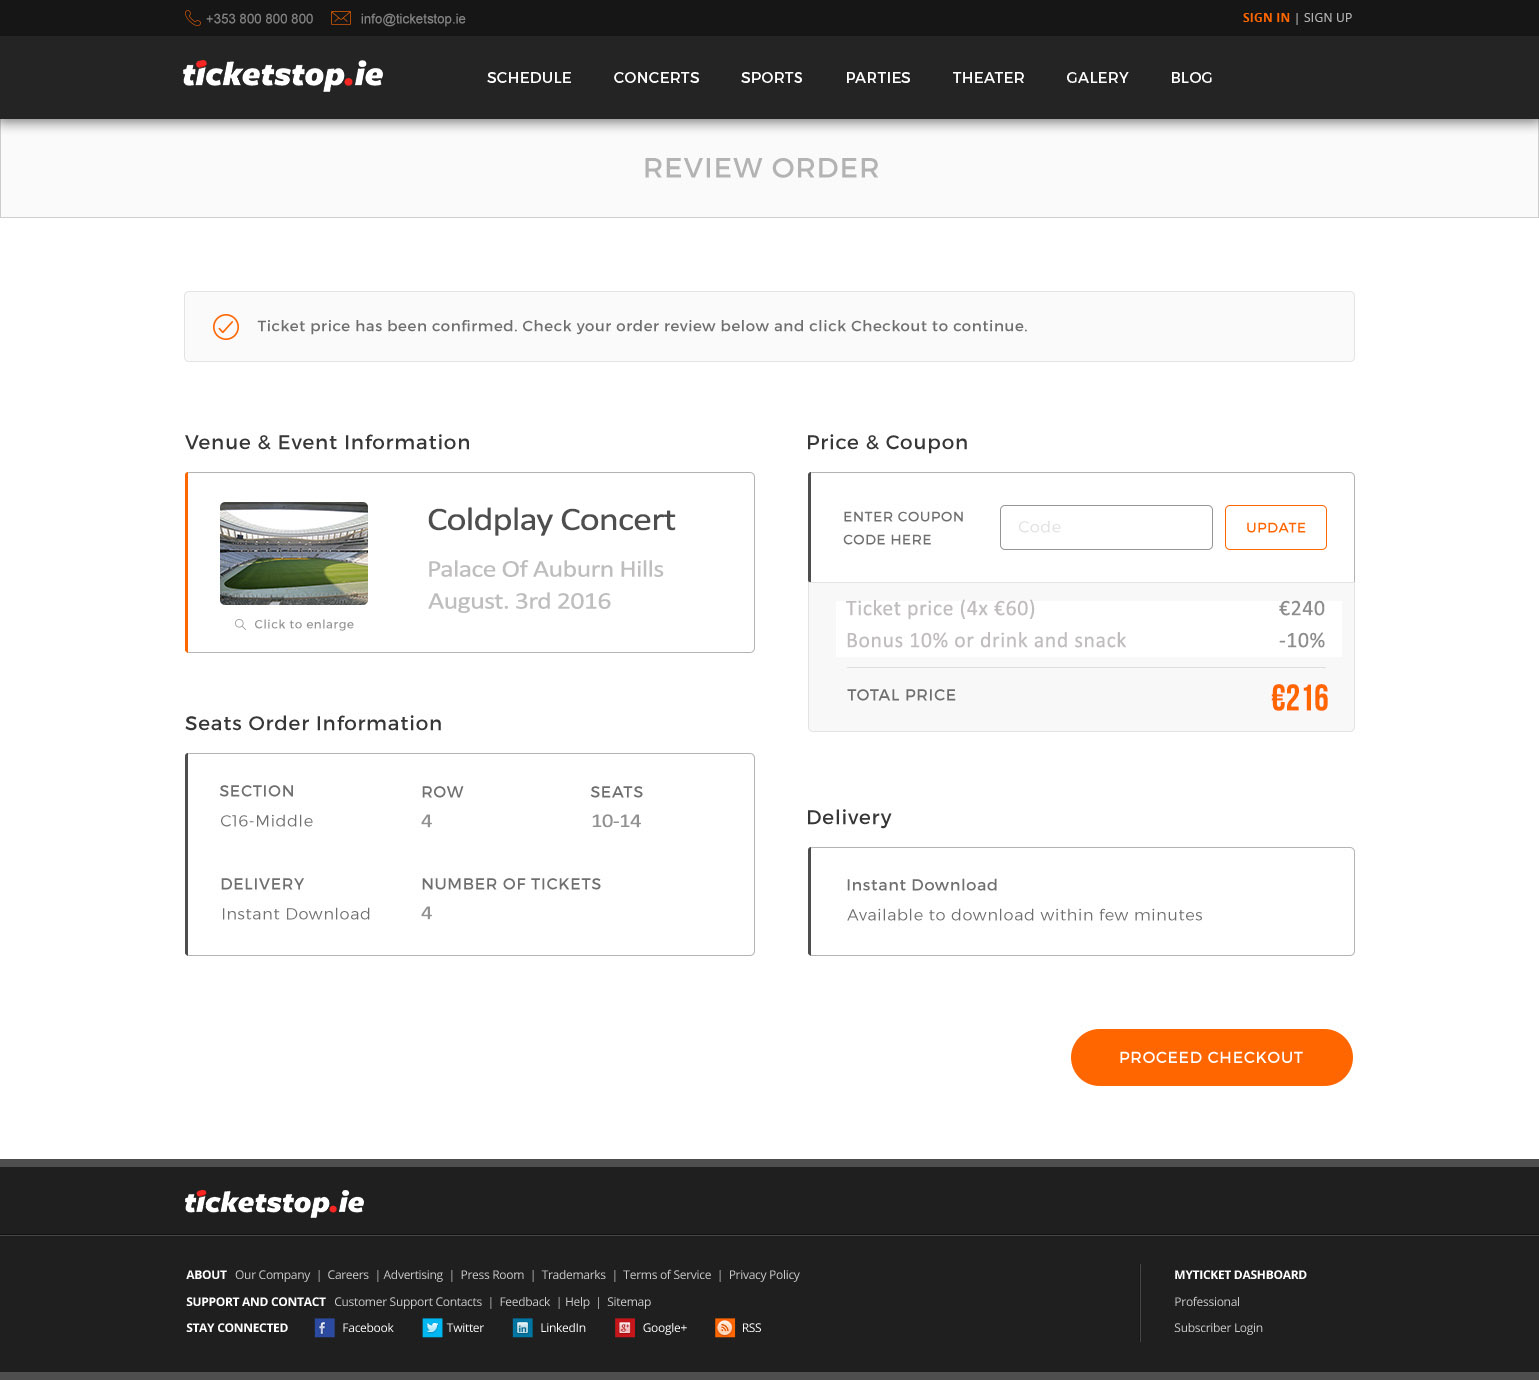 +353 800 800 800 info@ticketstop.ie SIGN IN | SIGN UP
ticketstop.ie SCHEDULE CONCERTS SPORTS PARTIES THEATER GALERY BLOG
REVIEW ORDER
Ticket price has been confirmed. Check your order review below and click Checkout to continue.
Venue & Event Information
Coldplay Concert
Palace Of Auburn Hills
August. 3rd 2016
Click to enlarge
Price & Coupon
ENTER COUPON
CODE HERE
Code
UPDATE
Ticket price (4x €60) €240
Bonus 10% or drink and snack -10%
TOTAL PRICE €216
Seats Order Information
SECTION ROW SEATS
C16-Middle 4 10-14
DELIVERY NUMBER OF TICKETS
Instant Download 4
Delivery
Instant Download
Available to download within few minutes
PROCEED CHECKOUT
ticketstop.ie
ABOUT Our Company | Careers | Advertising | Press Room | Trademarks | Terms of Service | Privacy Policy
SUPPORT AND CONTACT Customer Support Contacts | Feedback | Help | Sitemap
STAY CONNECTED Facebook Twitter LinkedIn Google+ RSS
MYTICKET DASHBOARD
Professional
Subscriber Login